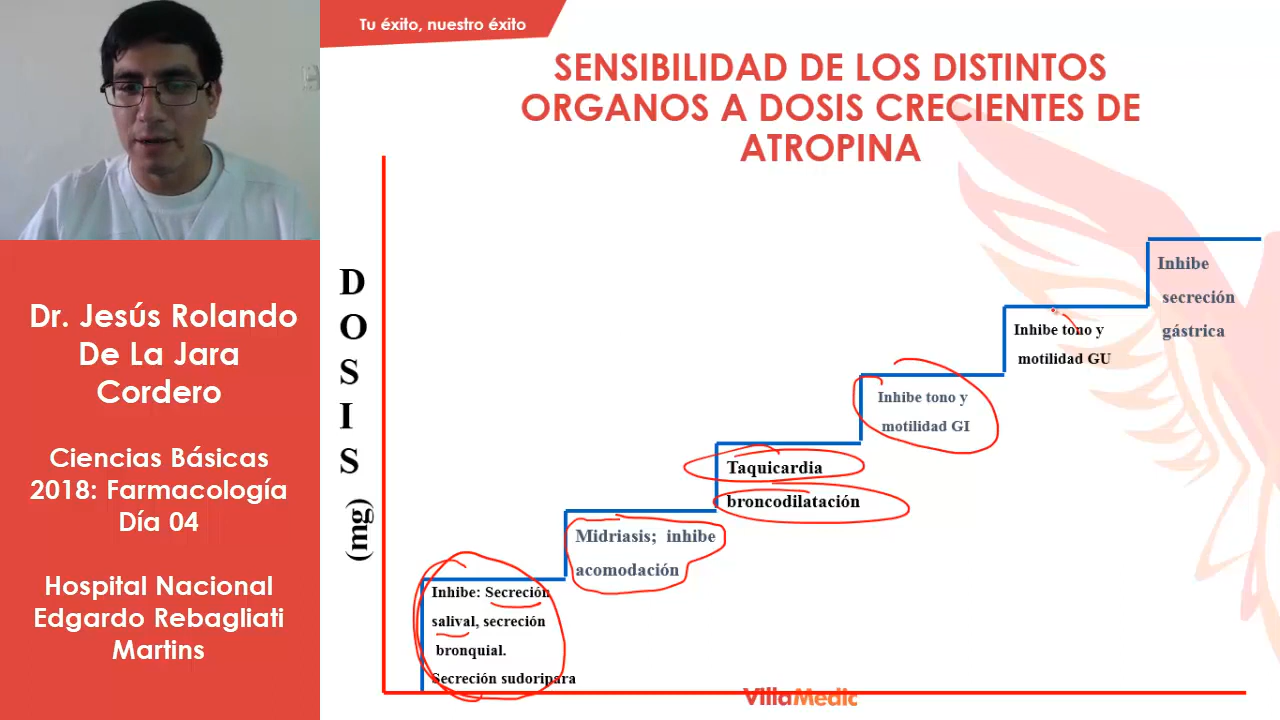 Tu éxito, nuestro éxito
SENSIBILIDAD DE LOS DISTINTOS
ORGANOS A DOSIS CRECIENTES DE
ATROPINA
Dr. Jesús Rolando
De La Jara
Cordero
Ciencias Básicas
2018: Farmacología
Día 04
Hospital Nacional
Edgardo Rebagliati
Martins
D
O
S
I
S
(mg)
Inhibe: Secreción
salival, secreción
bronquial.
Secreción sudoripara
Midriasis; inhibe
acomodación
Taquicardia
broncodilatación
Inhibe tono y
motilidad GI
Inhibe tono y
motilidad GU
Inhibe
secreción
gástrica
VillaMedic